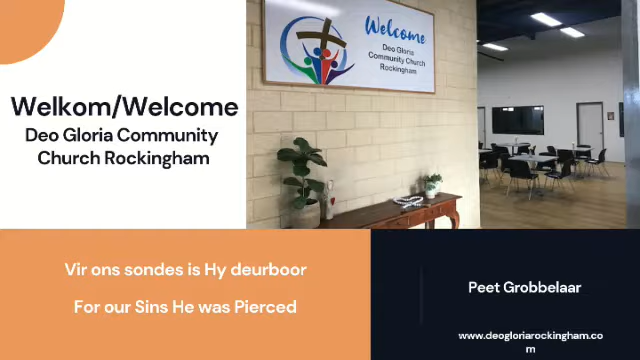 Welcome
Deo Gloria
Community Church
Rockingham
Welkom/Welcome
Deo Gloria Community
Church Rockingham
Vir ons sondes is Hy deurboor
For our Sins He was Pierced
Peet Grobbelaar
www.deogloriarockingham.co
m